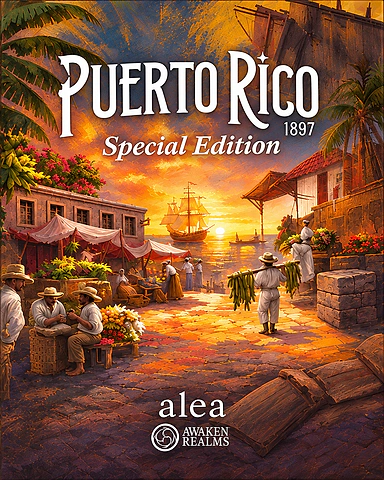 PUERTO RICO
1897
Special Edition
alea
AWAKEN
REALMS